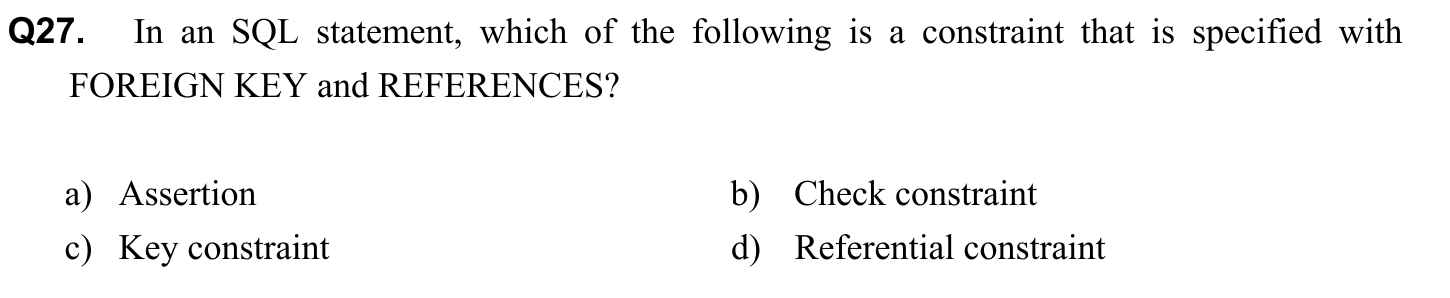 Q27. In an SQL statement, which of the following is a constraint that is specified with
FOREIGN KEY and REFERENCES?
a) Assertion b) Check constraint
c) Key constraint d) Referential constraint